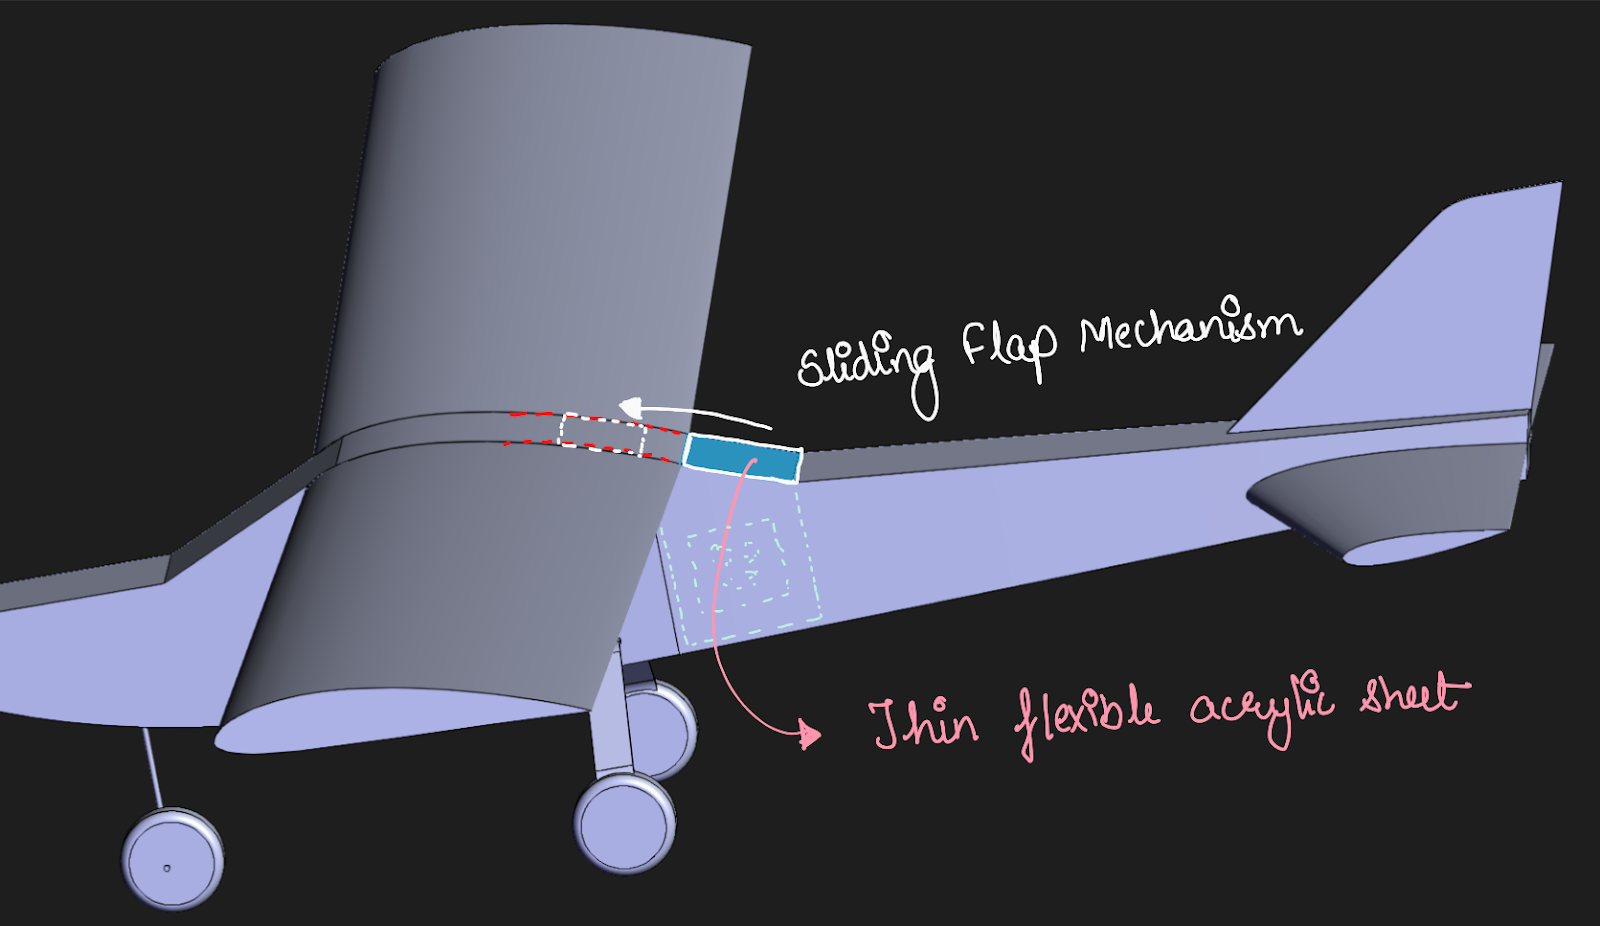 Sliding Flap Mechanism
Thin flexible acrylic sheet